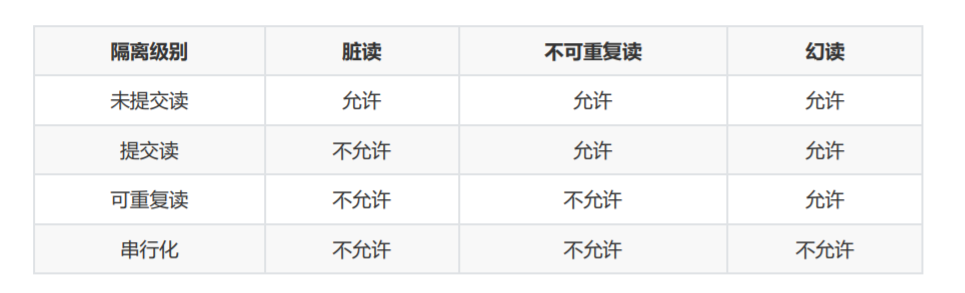 隔离级别 脏读 不可重复读 幻读
未提交读 允许 允许 允许
提交读 不允许 允许 允许
可重复读 不允许 不允许 允许
串行化 不允许 不允许 不允许